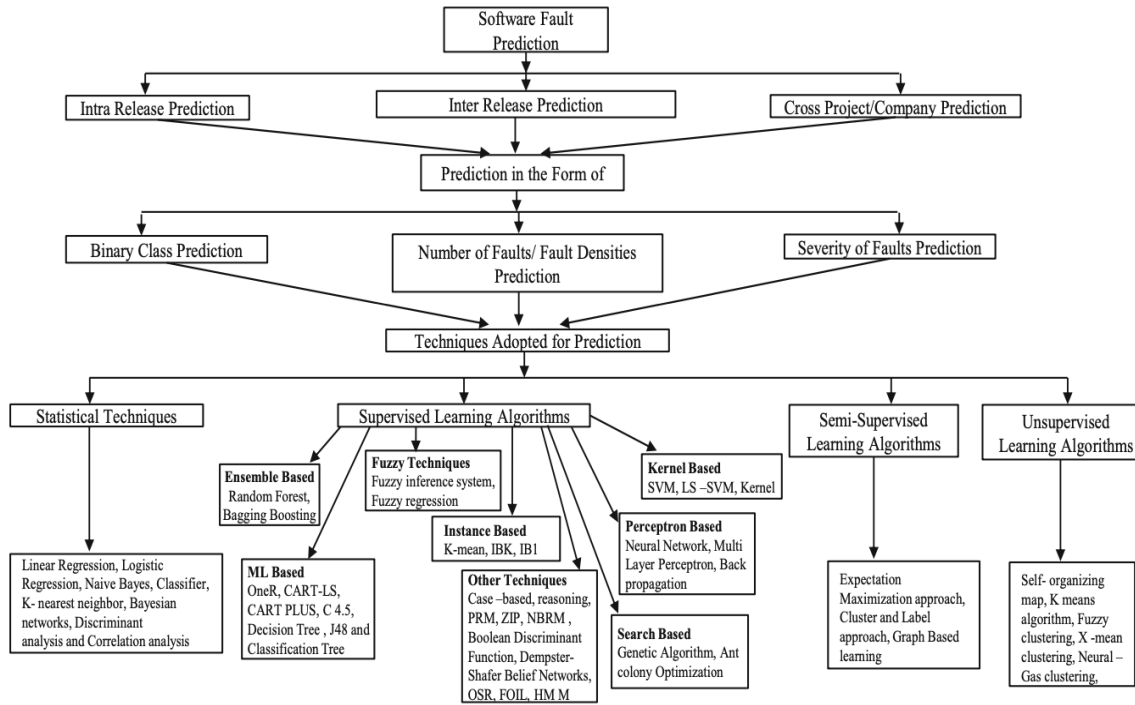 Software Fault
Prediction
Intra Release Prediction
Inter Release Prediction
Cross Project/Company Prediction
Prediction in the Form of
Binary Class Prediction
Number of Faults/ Fault Densities
Prediction
Severity of Faults Prediction
Techniques Adopted for Prediction
Statistical Techniques
Supervised Learning Algorithms
Semi-Supervised
Learning Algorithms
Unsupervised
Learning Algorithms
Ensemble Based
Random Forest,
Bagging Boosting
Fuzzy Techniques
Fuzzy inference system,
Fuzzy regression
Kernel Based
SVM, LS –SVM, Kernel
Instance Based
K-mean, IBK, IB1
Perceptron Based
Neural Network, Multi
Layer Perceptron, Back
propagation
Linear Regression, Logistic
Regression, Naive Bayes, Classifier,
K- nearest neighbor, Bayesian
networks, Discriminant
analysis and Correlation analysis
ML Based
OneR, CART-LS,
CART PLUS, C 4.5,
Decision Tree , J48 and
Classification Tree
Other Techniques
Case –based, reasoning,
PRM, ZIP, NBRM ,
Boolean Discriminant
Function, Dempster-
Shafer Belief Networks,
OSR, FOIL, HM M
Search Based
Genetic Algorithm, Ant
colony Optimization
Expectation
Maximization approach,
Cluster and Label
approach, Graph Based
learning
Self- organizing
map, K means
algorithm, Fuzzy
clustering, X -mean
clustering, Neural –
Gas clustering,